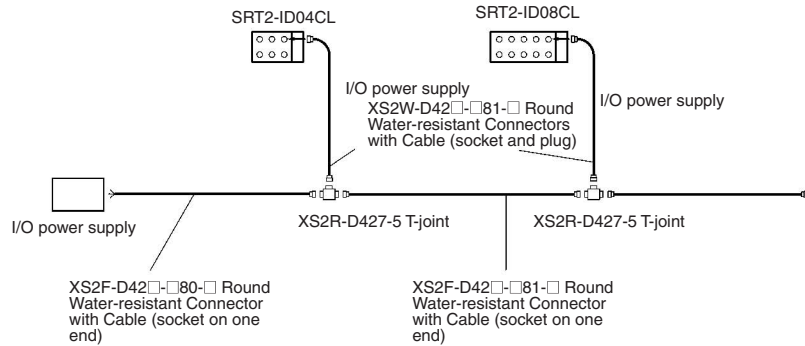 SRT2-ID04CL
SRT2-ID08CL
I/O power supply
XS2W-D42□-□81-□ Round
Water-resistant Connectors
with Cable (socket and plug)
I/O power supply
I/O power supply
XS2R-D427-5 T-joint
XS2R-D427-5 T-joint
XS2F-D42□-□80-□ Round
Water-resistant Connector
with Cable (socket on one
end)
XS2F-D42□-□81-□ Round
Water-resistant Connector
with Cable (socket on one
end)